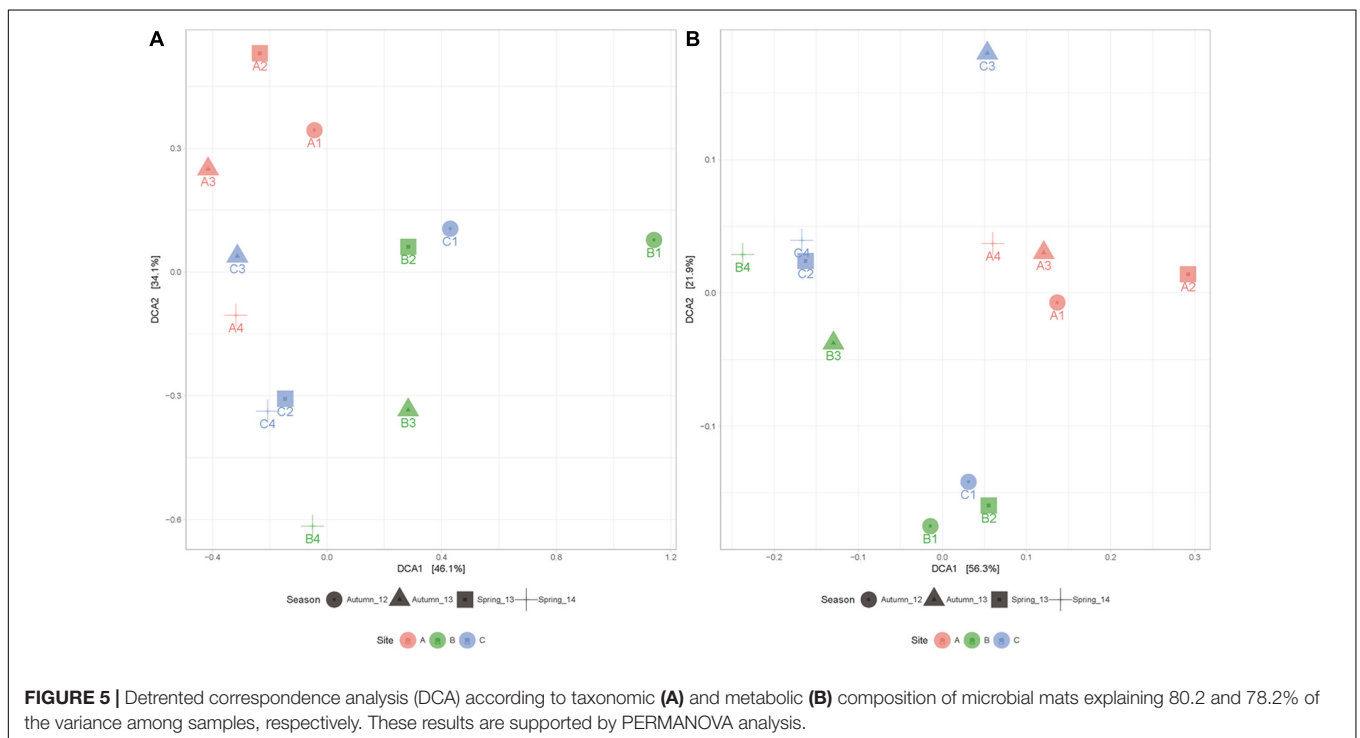 A
A2
A1
A3
C1
C3
B2
B1
A4
C2
C4
B3
B4
0.3
0.0
−0.3
−0.6
DCA2 [34.1%]
−0.4 0.0 0.4 0.8 1.2
DCA1 [46.1%]
Season Autumn_12 Autumn_13 Spring_13 Spring_14
Site A B C
B
C3
C4
C2
B4
A4
A3
A2
A1
B3
C1
B2
B1
0.1
0.0
−0.1
DCA2 [21.9%]
−0.2 −0.1 0.0 0.1 0.2 0.3
DCA1 [56.3%]
Season Autumn_12 Autumn_13 Spring_13 Spring_14
Site A B C
FIGURE 5 | Detrented correspondence analysis (DCA) according to taxonomic (A) and metabolic (B) composition of microbial mats explaining 80.2 and 78.2% of
the variance among samples, respectively. These results are supported by PERMANOVA analysis.